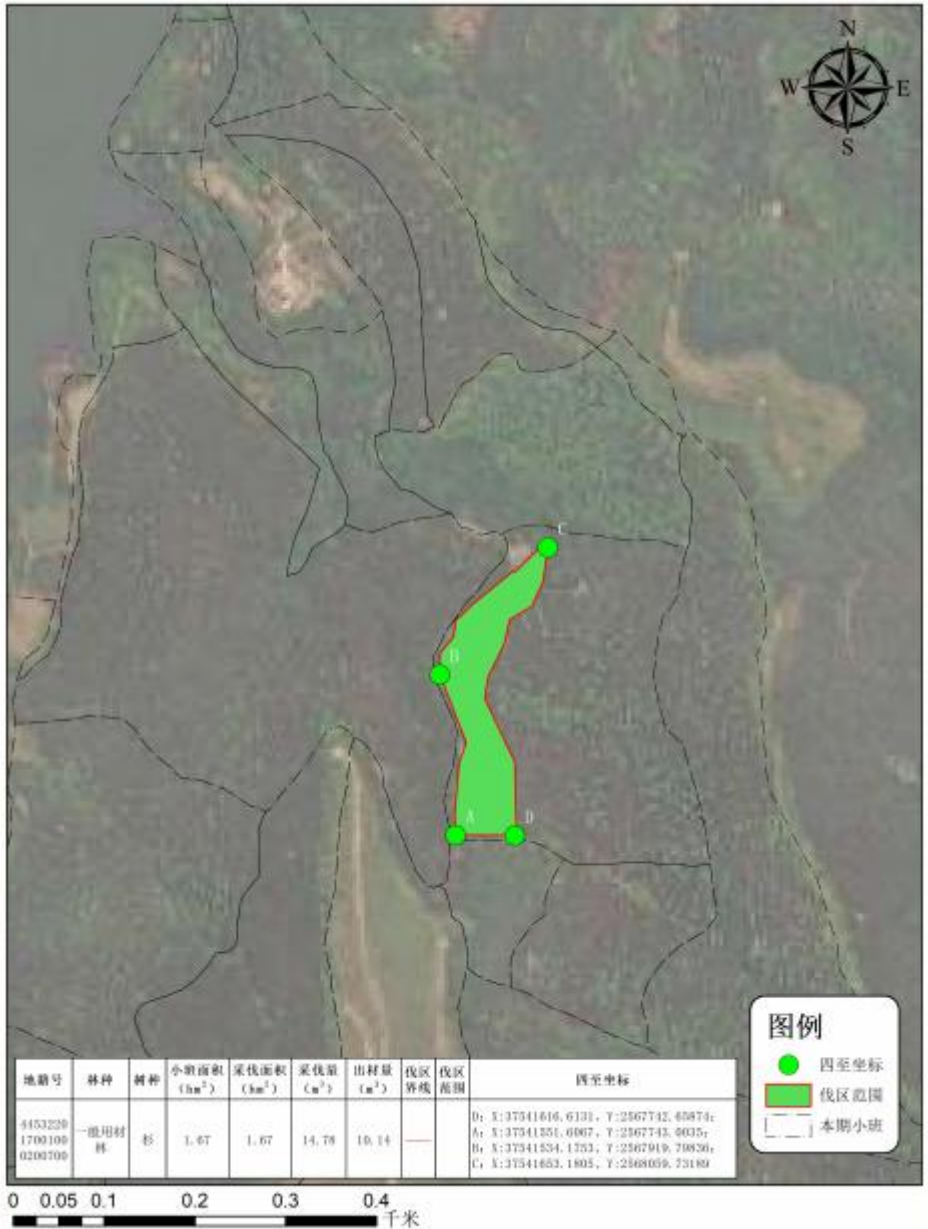 N
W E
S
C
B
A D
图例
四至坐标
伐区范围
本期小班
地籍号 林种 树种 小班面积(hm²) 采伐面积(hm²) 采伐量(m³) 出材量(m³) 伐区界线 伐区范围 四至坐标
4453220
1700100
0200700
一般用材林 杉 1.67 1.67 14.78 10.14
D: X:37541616.6131, Y:2567742.65874;
A: X:37541551.6067, Y:2567743.0035;
B: X:37541534.1753, Y:2567919.79836;
C: X:37541653.1805, Y:2568059.73189
0 0.05 0.1 0.2 0.3 0.4
千米